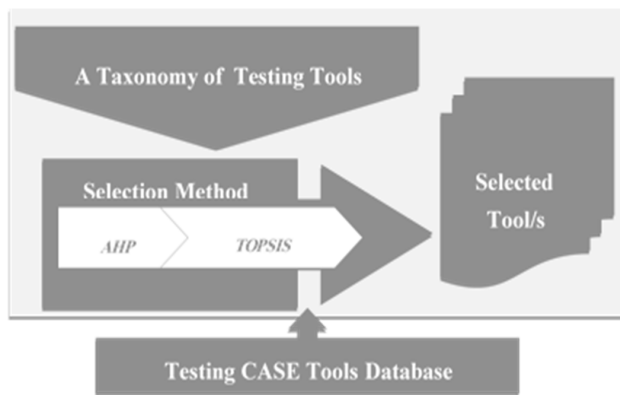 A Taxonomy of Testing Tools
Selection Method
AHP
TOPSIS
Selected
Tool/s
Testing CASE Tools Database